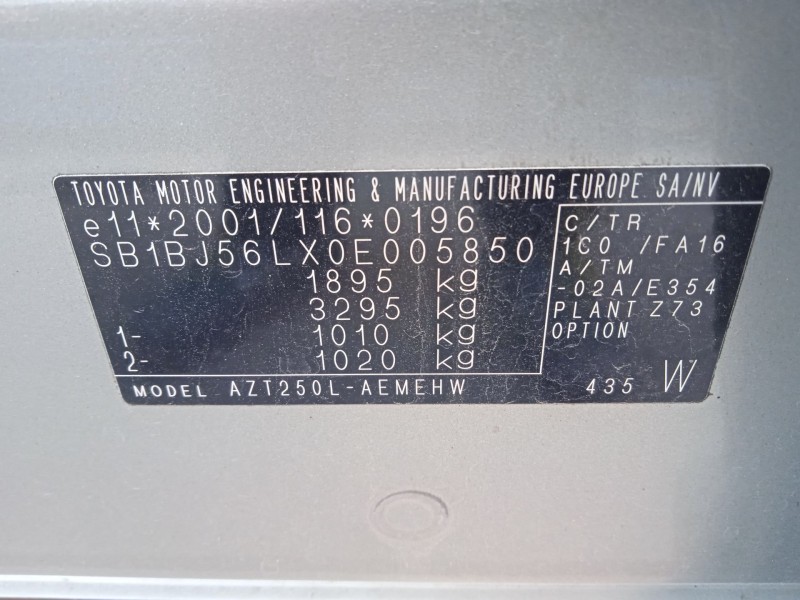 TOYOTA MOTOR ENGINEERING & MANUFACTURING EUROPE SA/NV
e11*2001/116*0196
SB1BJ56LX0E005850
1895 kg
3295 kg
1- 1010 kg
2- 1020 kg
C/TR
1C0 /FA16
A/TM
-02A/E354
PLANT Z73
OPTION
MODEL AZT250L-AEMEHW
435 W